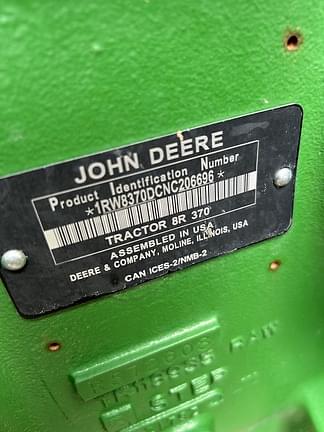 JOHN DEERE
Product Identification Number
*1RW8370DCNC206696*
TRACTOR 8R 370
ASSEMBLED IN USA
DEERE & COMPANY, MOLINE, ILLINOIS, USA
CAN ICES-2/NMB-2